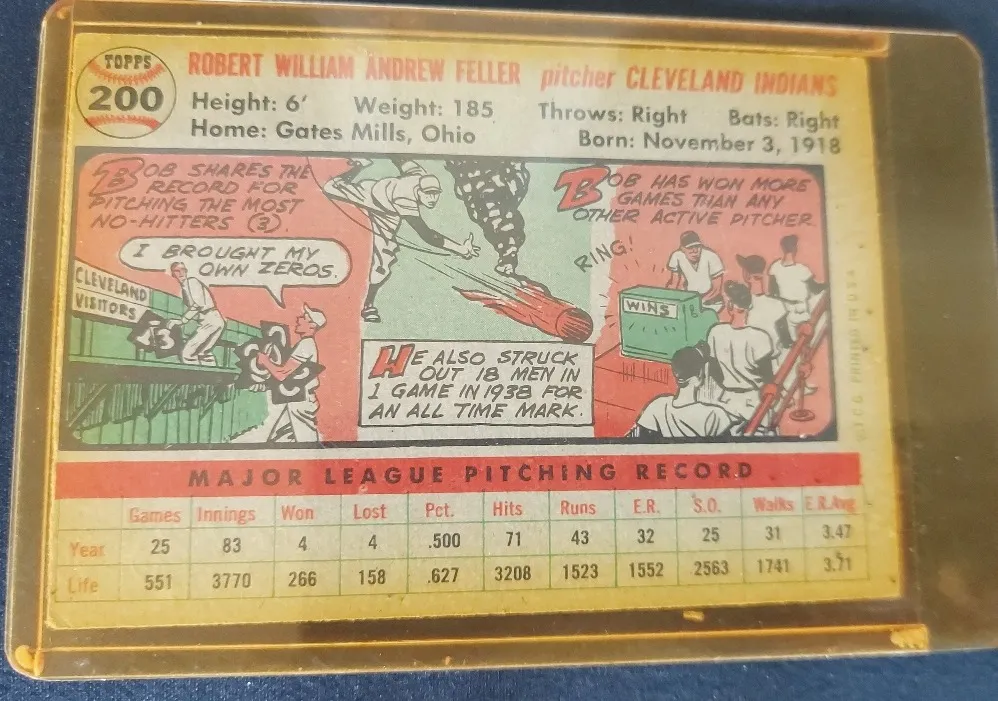 TOPPS
200
ROBERT WILLIAM ANDREW FELLER pitcher CLEVELAND INDIANS
Height: 6' Weight: 185 Throws: Right Bats: Right
Home: Gates Mills, Ohio Born: November 3, 1918
BOB SHARES THE
RECORD FOR
PITCHING THE MOST
NO-HITTERS (3).
I BROUGHT MY
OWN ZEROS.
CLEVELAND
VISITORS
HE ALSO STRUCK
OUT 18 MEN IN
1 GAME IN 1938 FOR
AN ALL TIME MARK.
BOB HAS WON MORE
GAMES THAN ANY
OTHER ACTIVE PITCHER.
RING!
WINS
MAJOR LEAGUE PITCHING RECORD
Games Innings Won Lost Pct. Hits Runs E.R. S.O. Walks E.R.Avg
Year 25 83 4 4 .500 71 43 32 25 31 3.47
Life 551 3770 266 158 .627 3208 1523 1552 2563 1741 3.71
PRINTED IN U.S.A.